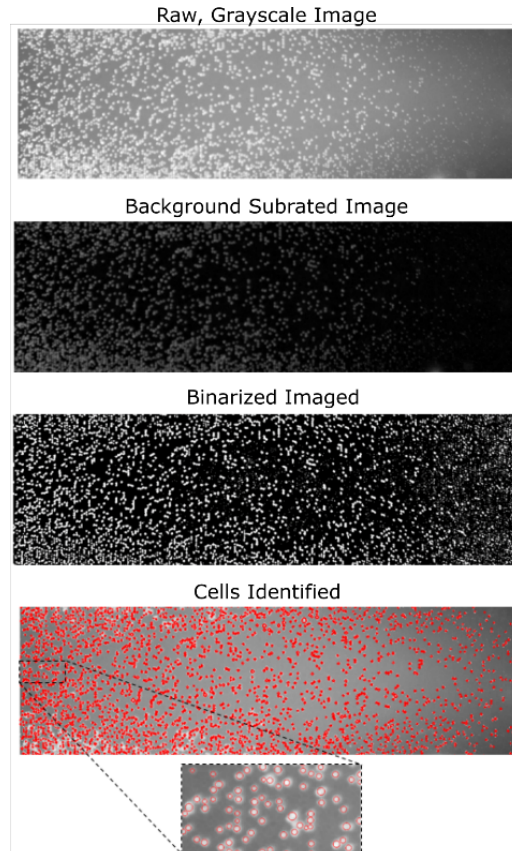 Raw, Grayscale Image
Background Subrated Image
Binarized Imaged
Cells Identified